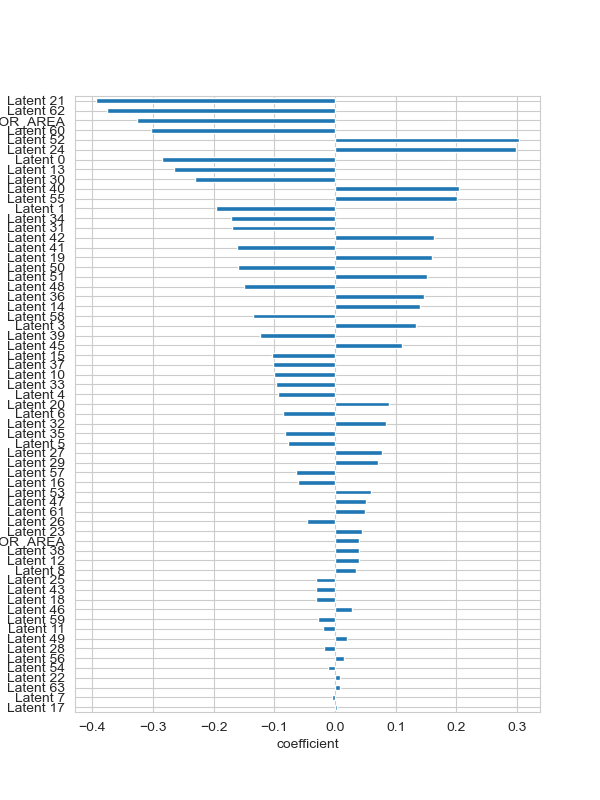 Latent 21
Latent 62
OR_AREA
Latent 60
Latent 52
Latent 24
Latent 0
Latent 13
Latent 30
Latent 40
Latent 55
Latent 1
Latent 34
Latent 31
Latent 42
Latent 41
Latent 19
Latent 50
Latent 51
Latent 48
Latent 36
Latent 14
Latent 58
Latent 3
Latent 39
Latent 45
Latent 15
Latent 37
Latent 10
Latent 33
Latent 4
Latent 20
Latent 6
Latent 32
Latent 35
Latent 5
Latent 27
Latent 29
Latent 57
Latent 16
Latent 53
Latent 47
Latent 61
Latent 26
Latent 23
OR_AREA
Latent 38
Latent 12
Latent 8
Latent 25
Latent 43
Latent 18
Latent 46
Latent 59
Latent 11
Latent 49
Latent 28
Latent 56
Latent 54
Latent 22
Latent 63
Latent 7
Latent 17
−0.4 −0.3 −0.2 −0.1 0.0 0.1 0.2 0.3
coefficient